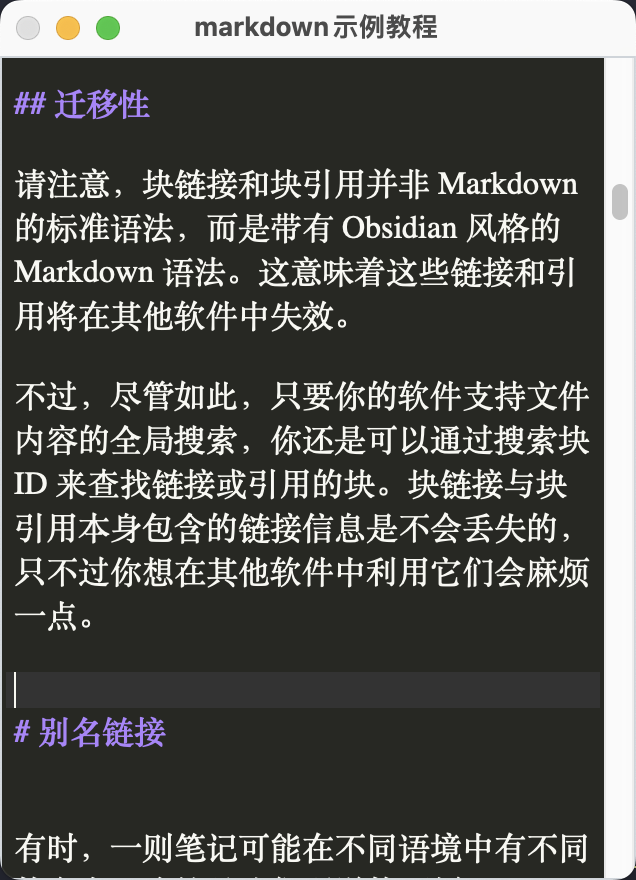 markdown示例教程
## 迁移性
请注意，块链接和块引用并非 Markdown
的标准语法，而是带有 Obsidian 风格的
Markdown 语法。这意味着这些链接和引
用将在其他软件中失效。
不过，尽管如此，只要你的软件支持文件
内容的全局搜索，你还是可以通过搜索块
ID 来查找链接或引用的块。块链接与块
引用本身包含的链接信息是不会丢失的，
只不过你想在其他软件中利用它们会麻烦
一点。
# 别名链接
有时，一则笔记可能在不同语境中有不同